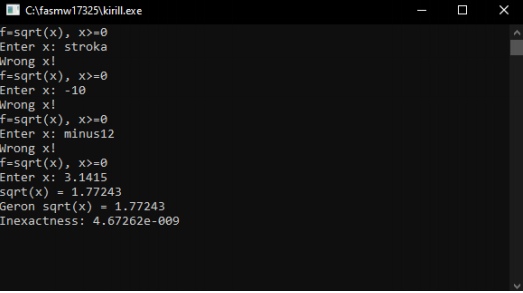 C:\fasmw17325\kirill.exe
f=sqrt(x), x>=0
Enter x: stroka
Wrong x!
f=sqrt(x), x>=0
Enter x: -10
Wrong x!
f=sqrt(x), x>=0
Enter x: minus12
Wrong x!
f=sqrt(x), x>=0
Enter x: 3.1415
sqrt(x) = 1.77243
Geron sqrt(x) = 1.77243
Inexactness: 4.67262e-009